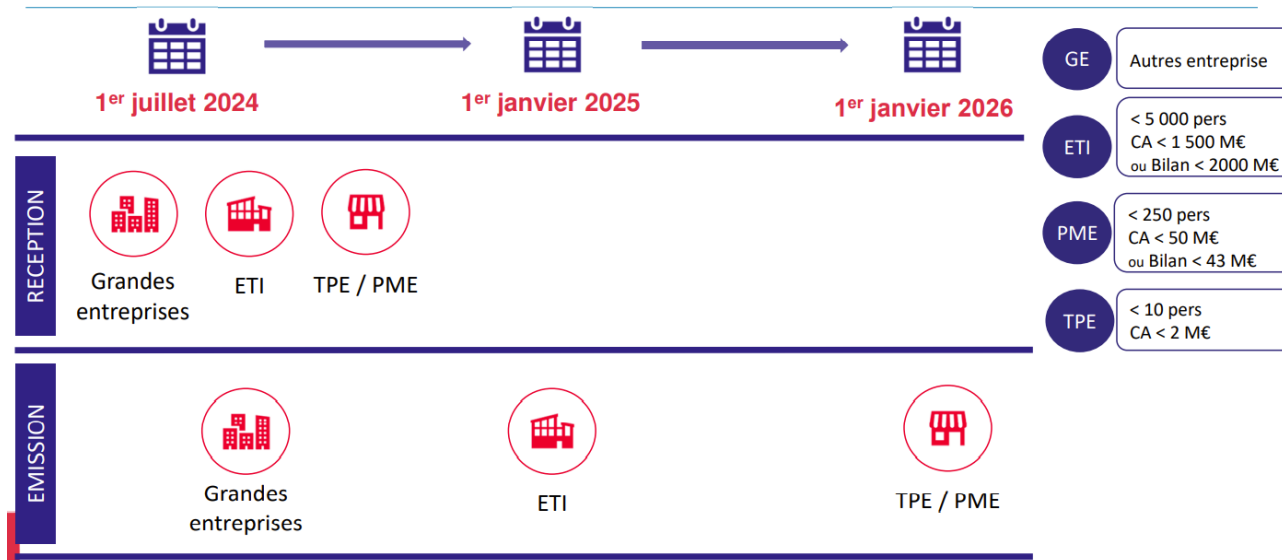 1er juillet 2024
1er janvier 2025
1er janvier 2026
GE
Autres entreprise
ETI
< 5 000 pers
CA < 1 500 M€
ou Bilan < 2000 M€
PME
< 250 pers
CA < 50 M€
ou Bilan < 43 M€
TPE
< 10 pers
CA < 2 M€
RECEPTION
Grandes
entreprises
ETI
TPE / PME
EMISSION
Grandes
entreprises
ETI
TPE / PME